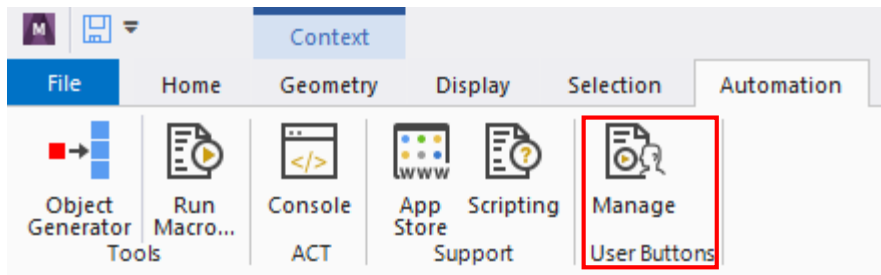 M
Context
File Home Geometry Display Selection Automation
</> www
Object Run Console App Scripting Manage
Generator Macro... Store
Tools ACT Support User Buttons